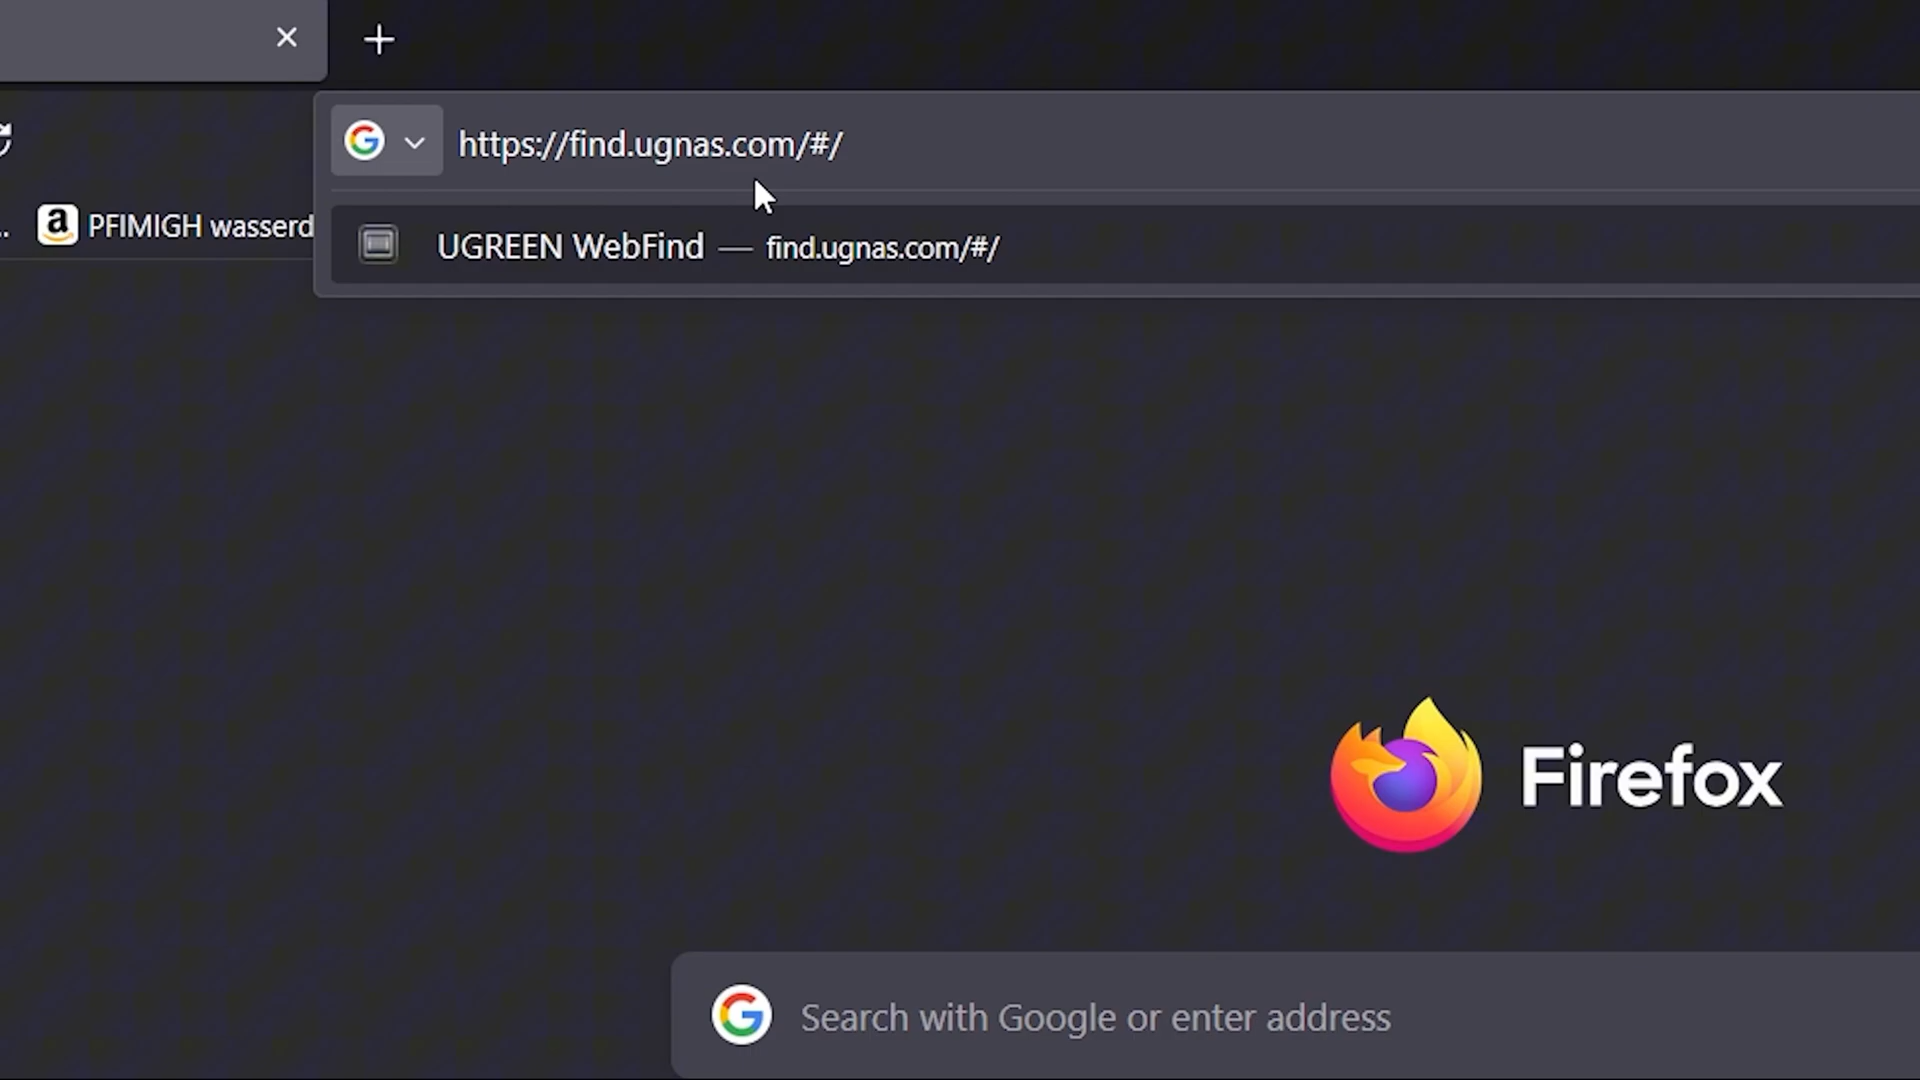 https://find.ugnas.com/#/
PFIMIGH wasserd
UGREEN WebFind — find.ugnas.com/#/
Firefox
Search with Google or enter address